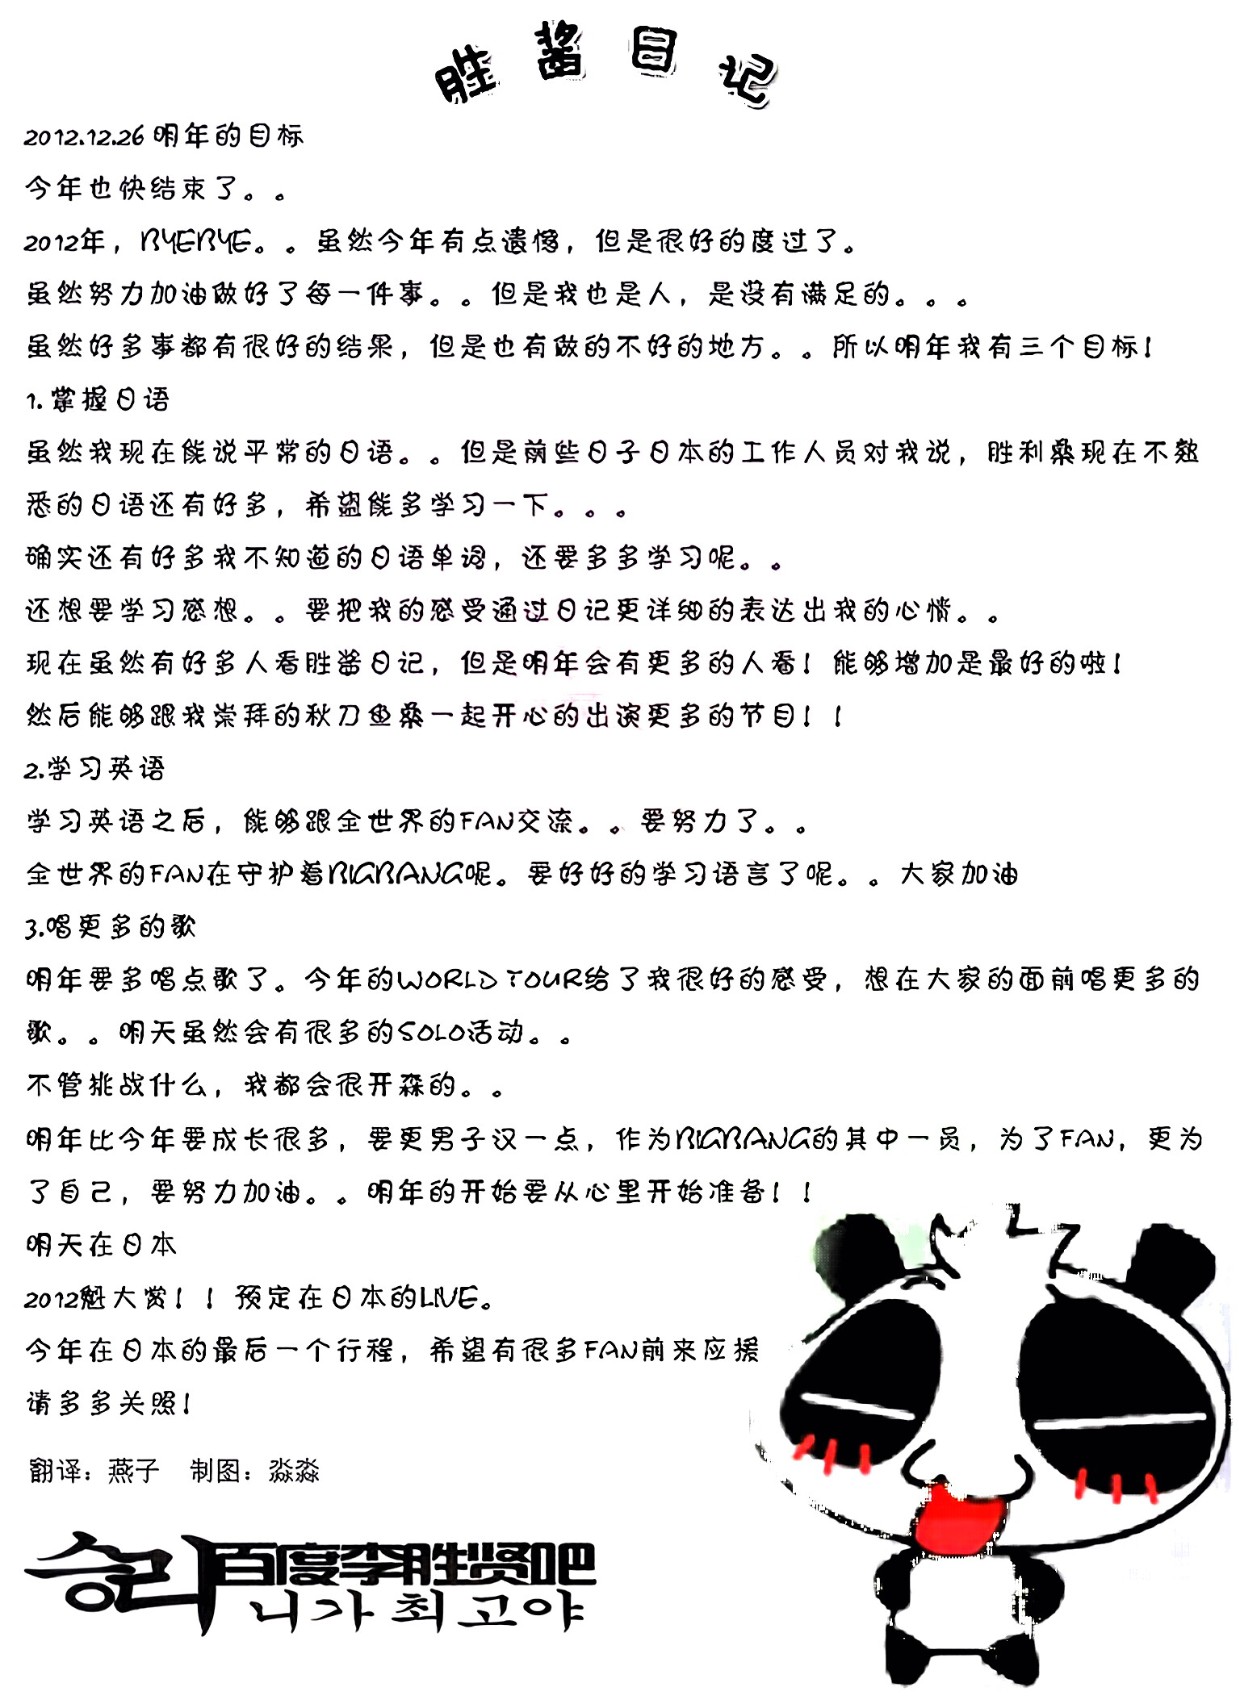 胜酱日记
2012.12.26 明年的目标
今年也快结束了。。
2012年，BYEBYE。。虽然今年有点遗憾，但是很好的度过了。
虽然努力加油做好了每一件事。。但是我也是人，是没有满足的。。。
虽然好多事都有很好的结果，但是也有做的不好的地方。。所以明年我有三个目标！
1.掌握日语
虽然我现在能说平常的日语。。但是前些日子日本的工作人员对我说，胜利桑现在不熟
悉的日语还有好多，希望能多学习一下。。。
确实还有好多我不知道的日语单词，还要多多学习呢。。
还想要学习感想。。要把我的感受通过日记更详细的表达出我的心情。。
现在虽然有好多人看胜酱日记，但是明年会有更多的人看！能够增加是最好的啦！
然后能够跟我崇拜的秋刀鱼桑一起开心的出演更多的节目！！
2.学习英语
学习英语之后，能够跟全世界的FAN交流。。要努力了。。
全世界的FAN在守护着BIGBANG呢。要好好的学习语言了呢。。大家加油
3.唱更多的歌
明年要多唱点歌了。今年的WORLD TOUR给了我很好的感受，想在大家的面前唱更多的
歌。。明天虽然会有很多的SOLO活动。。
不管挑战什么，我都会很开森的。。
明年比今年要成长很多，要更男子汉一点，作为BIGBANG的其中一员，为了FAN，更为
了自己，要努力加油。。明年的开始要从心里开始准备！！
明天在日本
2012魁大赏！！预定在日本的LIVE。
今年在日本的最后一个行程，希望有很多FAN前来应援
请多多关照！
翻译：燕子 制图：淼淼
승리百度李胜贤吧
니가 최고야